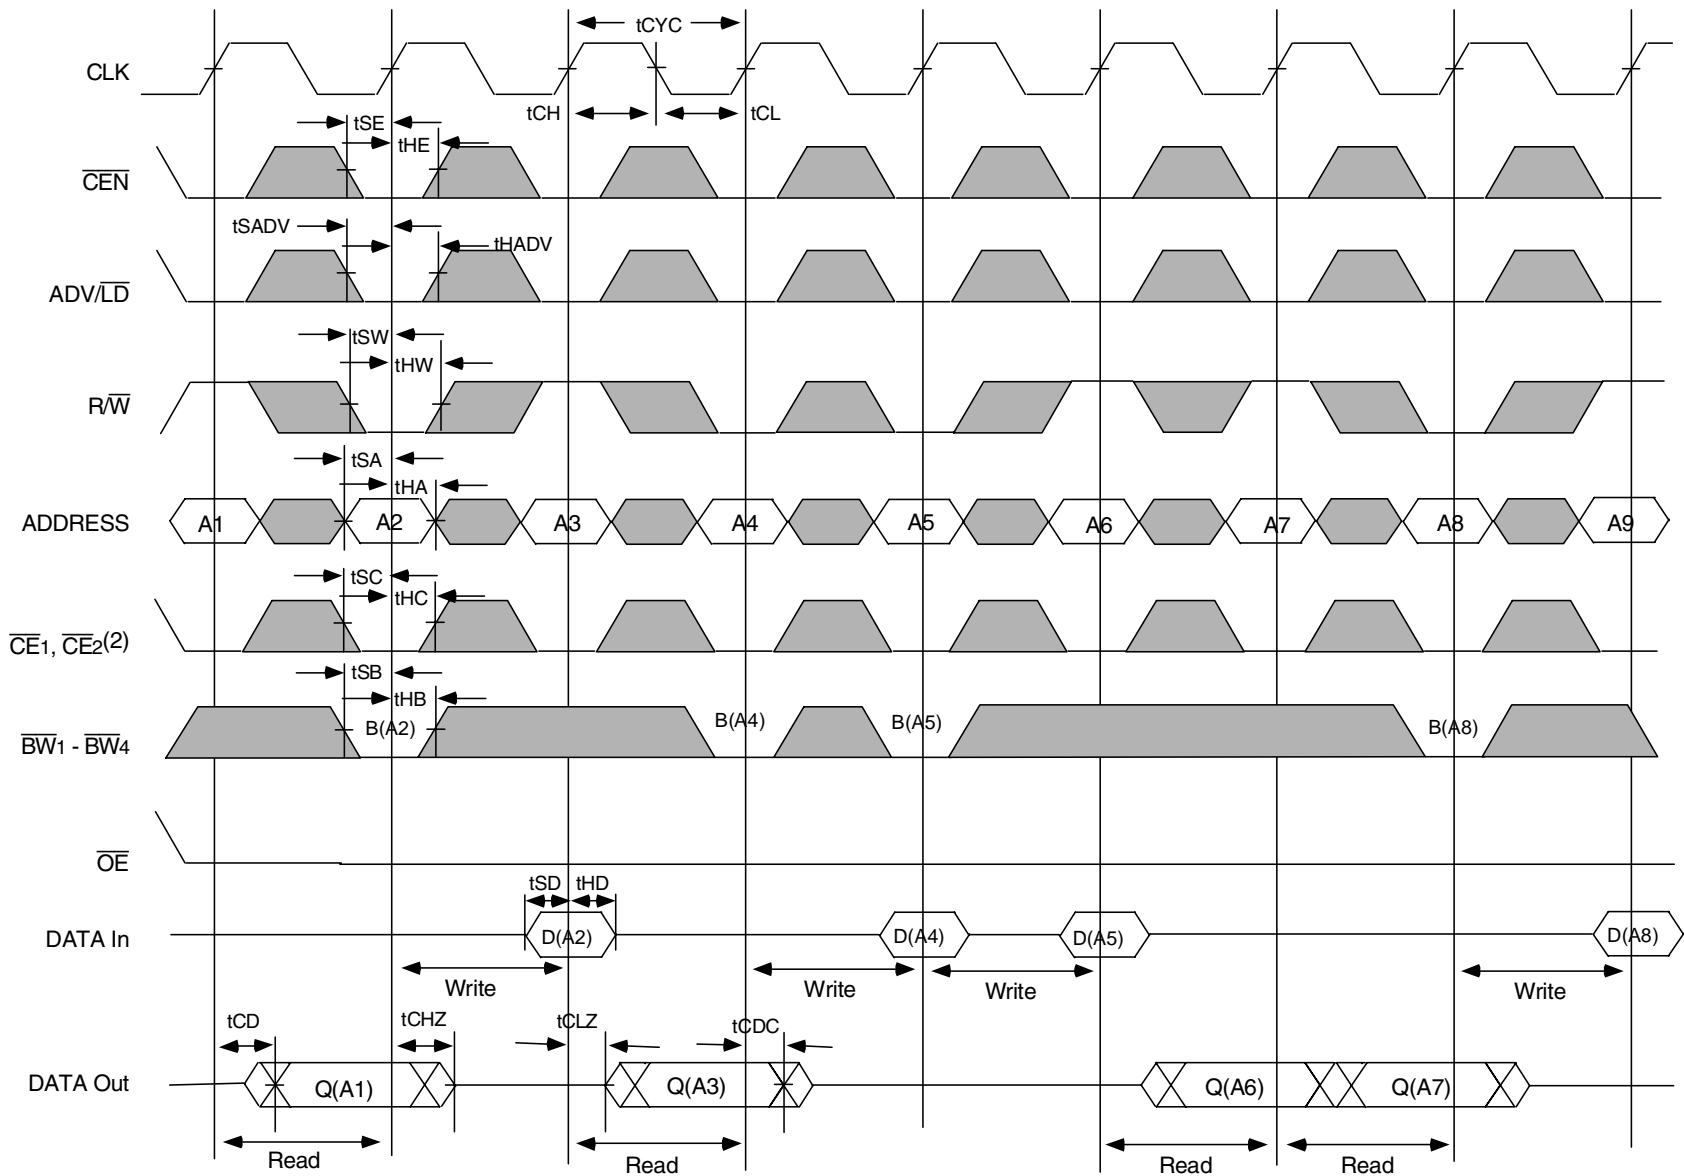 tCYC
CLK
tCH
tCL
tSE
tHE
CEN
tSADV
tHADV
ADV/LD
tSW
tHW
R/W
tSA
tHA
ADDRESS
A1 A2 A3 A4 A5 A6 A7 A8 A9
tSC
tHC
CE1, CE2(2)
tSB
tHB
BW1 - BW4
B(A2) B(A4) B(A5) B(A8)
OE
tSD tHD
DATA In
D(A2) D(A4) D(A5) D(A8)
Write Write Write Write
tCD tCHZ tCLZ tCDC
DATA Out
Q(A1) Q(A3) Q(A6) Q(A7)
Read Read Read Read